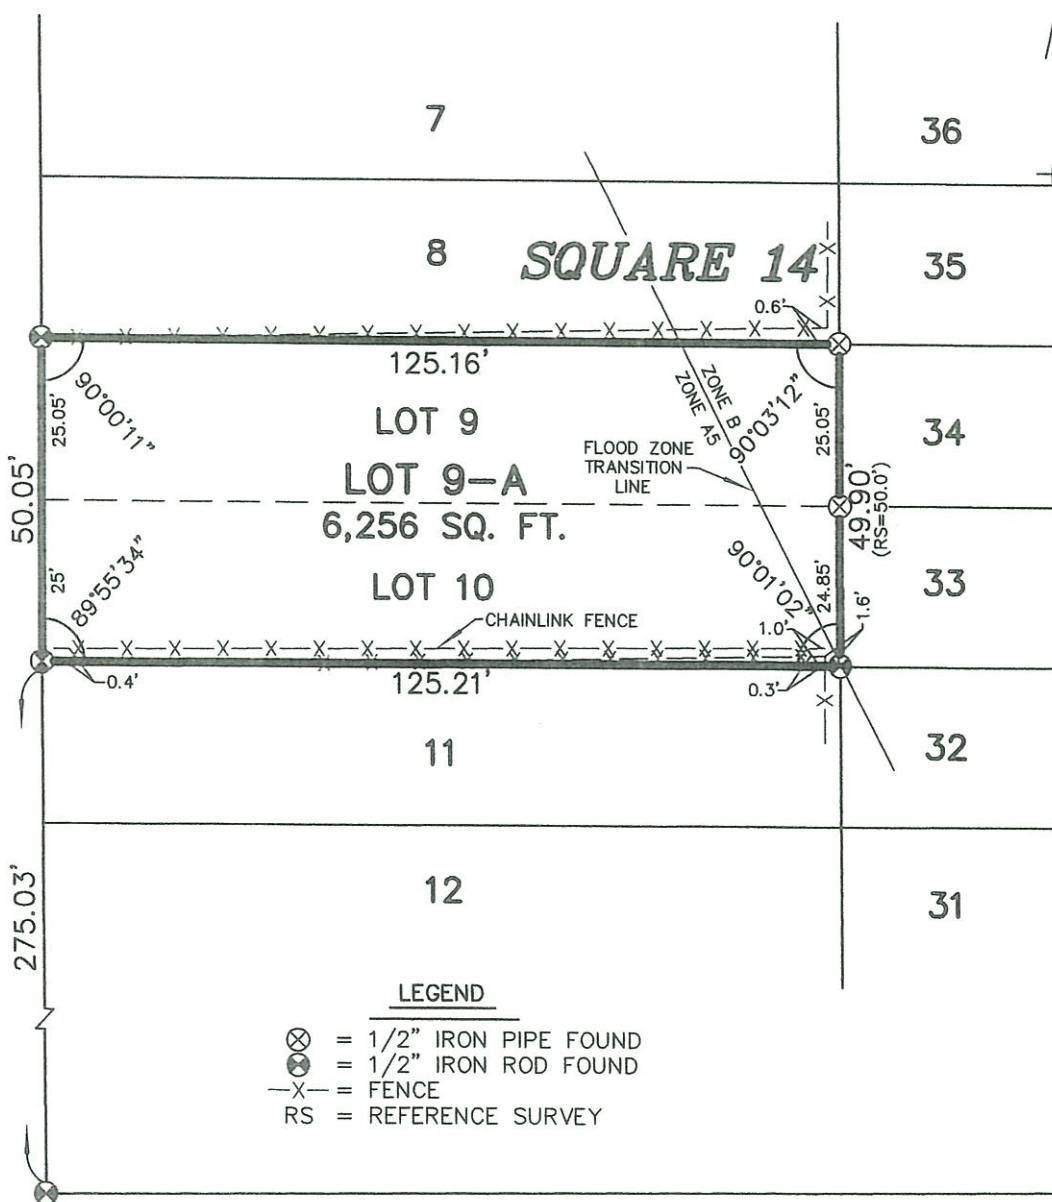 7
36
8
SQUARE 14
35
0.6'
125.16'
90°00'11"
25.05'
LOT 9
ZONE B
ZONE A5
90°03'12"
25.05'
34
FLOOD ZONE
TRANSITION
LINE
LOT 9-A
50.05'
49.90'
(RS=50.0')
6,256 SQ. FT.
25'
89°55'34"
LOT 10
90°01'02"
24.85'
33
CHAINLINK FENCE
1.0'
1.6'
0.4'
125.21'
0.3'
11
32
12
31
275.03'
LEGEND
= 1/2" IRON PIPE FOUND
= 1/2" IRON ROD FOUND
—X— = FENCE
RS = REFERENCE SURVEY